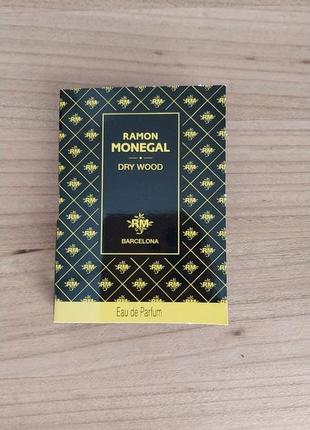 RAMON
MONEGAL
DRY WOOD
RM
BARCELONA
Eau de Parfum